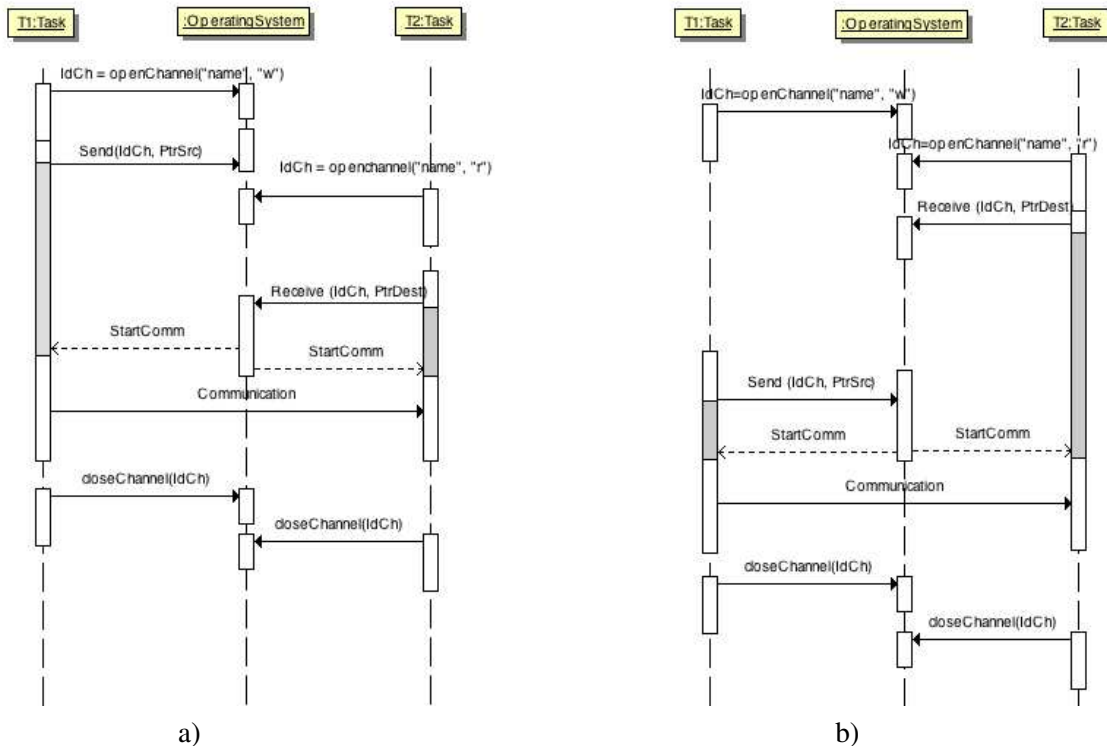 T1:Task
:OperatingSystem
T2:Task
IdCh = openChannel("name", "w")
Send(IdCh, PtrSrc)
IdCh = openchannel("name", "r")
Receive (IdCh, PtrDest)
StartComm
StartComm
Communication
closeChannel(IdCh)
closeChannel(IdCh)
a)
T1:Task
:OperatingSystem
T2:Task
IdCh=openChannel("name", "w")
IdCh=openChannel("name", "r")
Receive (IdCh, PtrDest)
Send (IdCh, PtrSrc)
StartComm
StartComm
Communication
closeChannel(IdCh)
closeChannel(IdCh)
b)